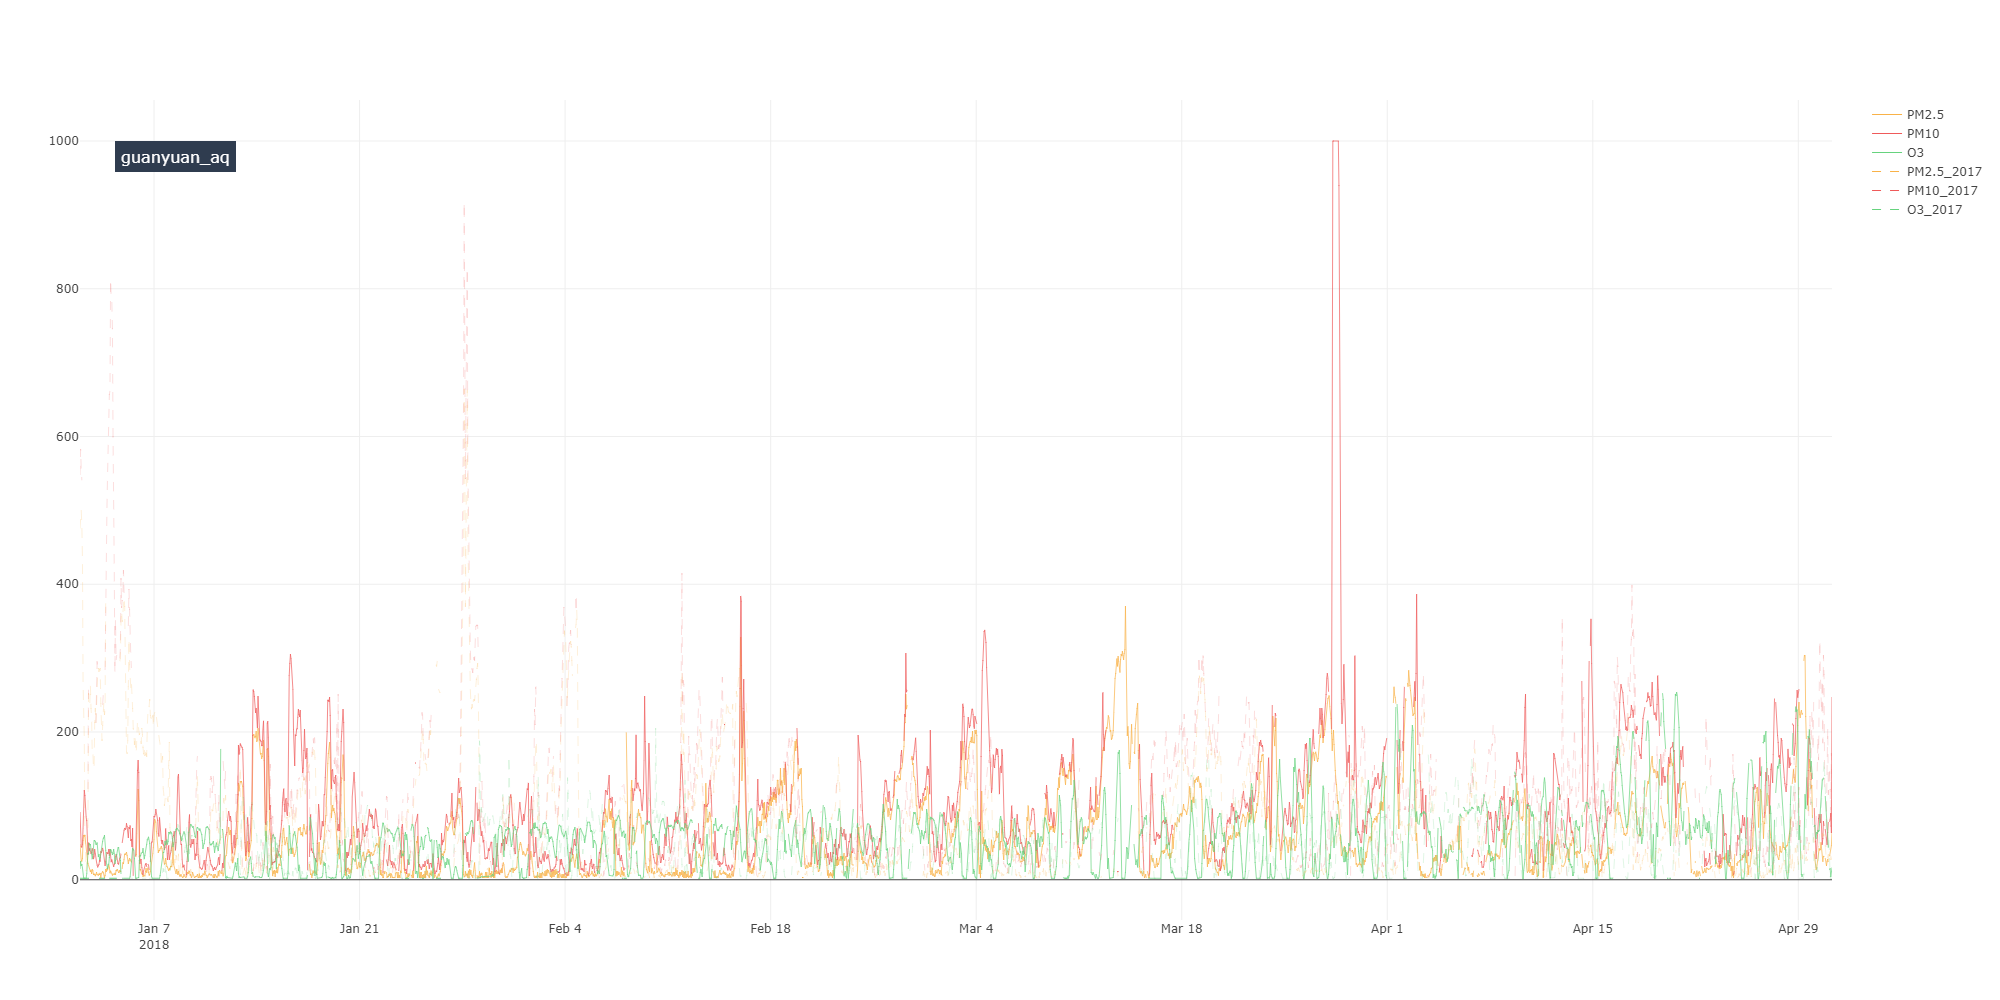 1000
800
600
400
200
0
guanyuan_aq
PM2.5
PM10
O3
PM2.5_2017
PM10_2017
O3_2017
Jan 7
2018
Jan 21
Feb 4
Feb 18
Mar 4
Mar 18
Apr 1
Apr 15
Apr 29